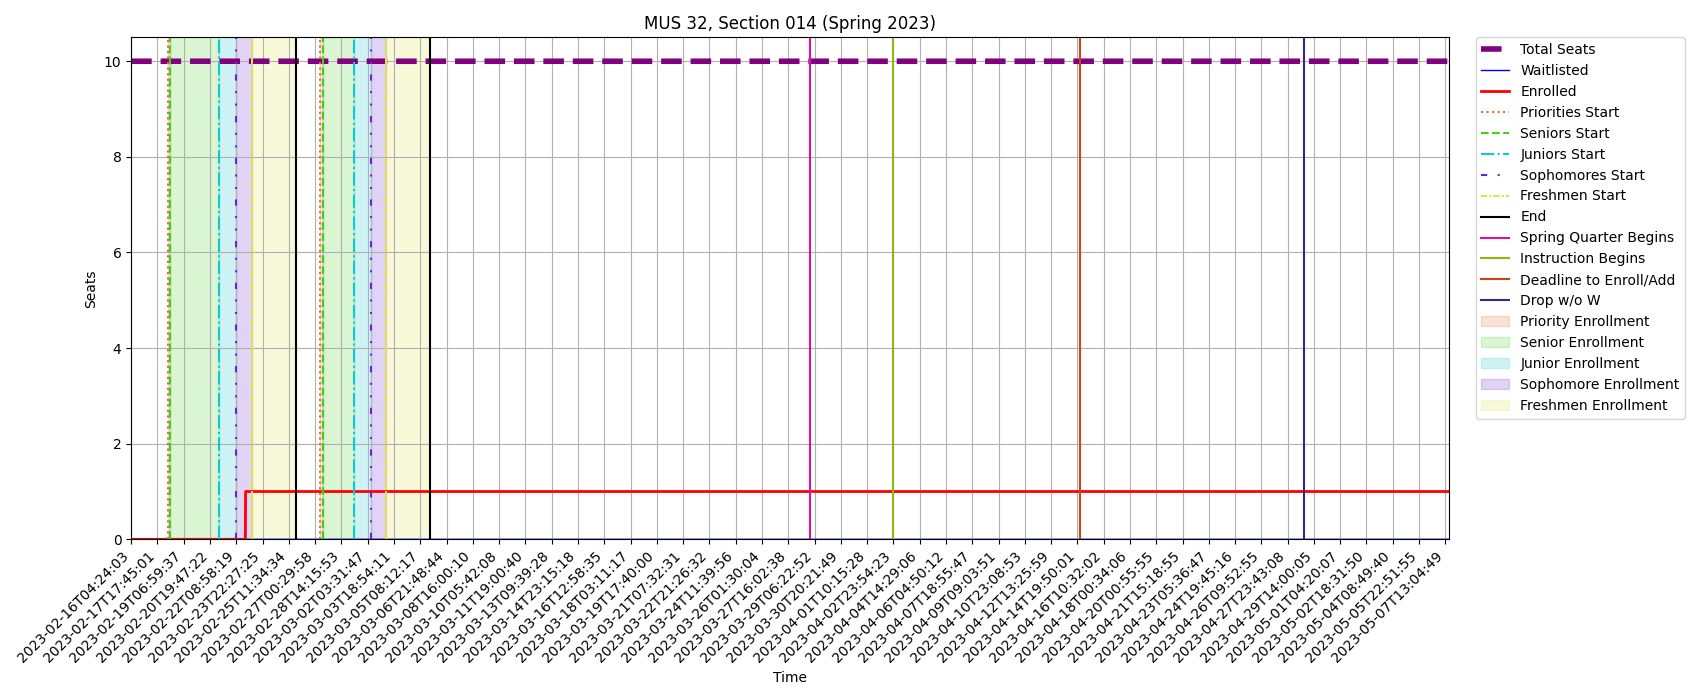 MUS 32, Section 014 (Spring 2023)
10
8
6
4
2
0
Seats
2023-02-16T04:24:03
2023-02-17T17:45:01
2023-02-19T06:59:37
2023-02-20T19:47:22
2023-02-22T08:58:19
2023-02-23T22:27:23
2023-02-25T11:34:34
2023-02-27T00:29:58
2023-02-28T14:15:53
2023-03-02T03:31:47
2023-03-03T18:54:11
2023-03-05T08:12:17
2023-03-06T21:48:44
2023-03-08T16:00:10
2023-03-10T05:42:08
2023-03-11T19:00:40
2023-03-13T09:39:28
2023-03-14T23:15:18
2023-03-16T12:58:35
2023-03-18T03:11:17
2023-03-19T17:40:00
2023-03-21T07:32:31
2023-03-22T21:26:32
2023-03-24T11:39:56
2023-03-26T01:30:04
2023-03-27T16:02:38
2023-03-29T06:22:52
2023-03-30T20:21:49
2023-04-01T10:15:28
2023-04-02T23:54:23
2023-04-04T14:29:06
2023-04-06T04:50:12
2023-04-07T18:55:47
2023-04-09T09:03:51
2023-04-10T23:08:53
2023-04-12T13:25:59
2023-04-14T19:50:01
2023-04-16T10:32:02
2023-04-18T00:34:06
2023-04-20T00:55:55
2023-04-21T15:18:55
2023-04-23T05:36:47
2023-04-24T19:45:16
2023-04-26T09:52:55
2023-04-27T23:43:08
2023-04-29T14:00:05
2023-05-01T04:20:07
2023-05-02T18:31:50
2023-05-04T08:49:40
2023-05-05T22:51:55
2023-05-07T13:04:49
Time
Total Seats
Waitlisted
Enrolled
Priorities Start
Seniors Start
Juniors Start
Sophomores Start
Freshmen Start
End
Spring Quarter Begins
Instruction Begins
Deadline to Enroll/Add
Drop w/o W
Priority Enrollment
Senior Enrollment
Junior Enrollment
Sophomore Enrollment
Freshmen Enrollment